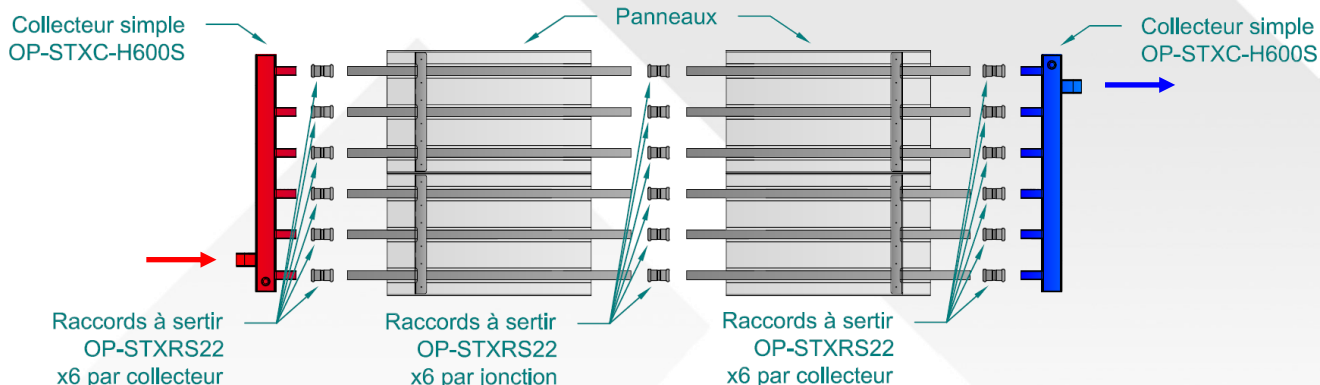 Collecteur simple
OP-STXC-H600S
Panneaux
Collecteur simple
OP-STXC-H600S
Raccords à sertir
OP-STXRS22
x6 par collecteur
Raccords à sertir
OP-STXRS22
x6 par jonction
Raccords à sertir
OP-STXRS22
x6 par collecteur